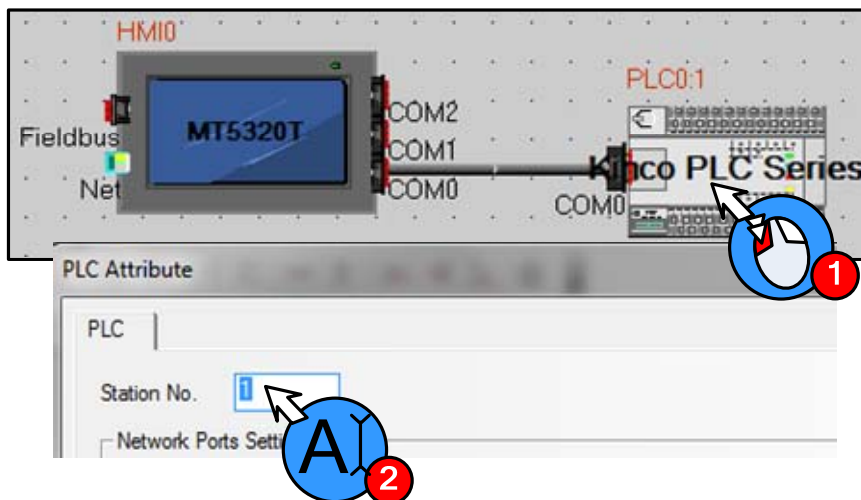 HMI0
PLC0:1
MT5320T
COM2
COM1
COM0
Fieldbus
Net
Kinco PLC Series
COM0
1
PLC Attribute
PLC
Station No. 1
Network Ports Setti
A
2